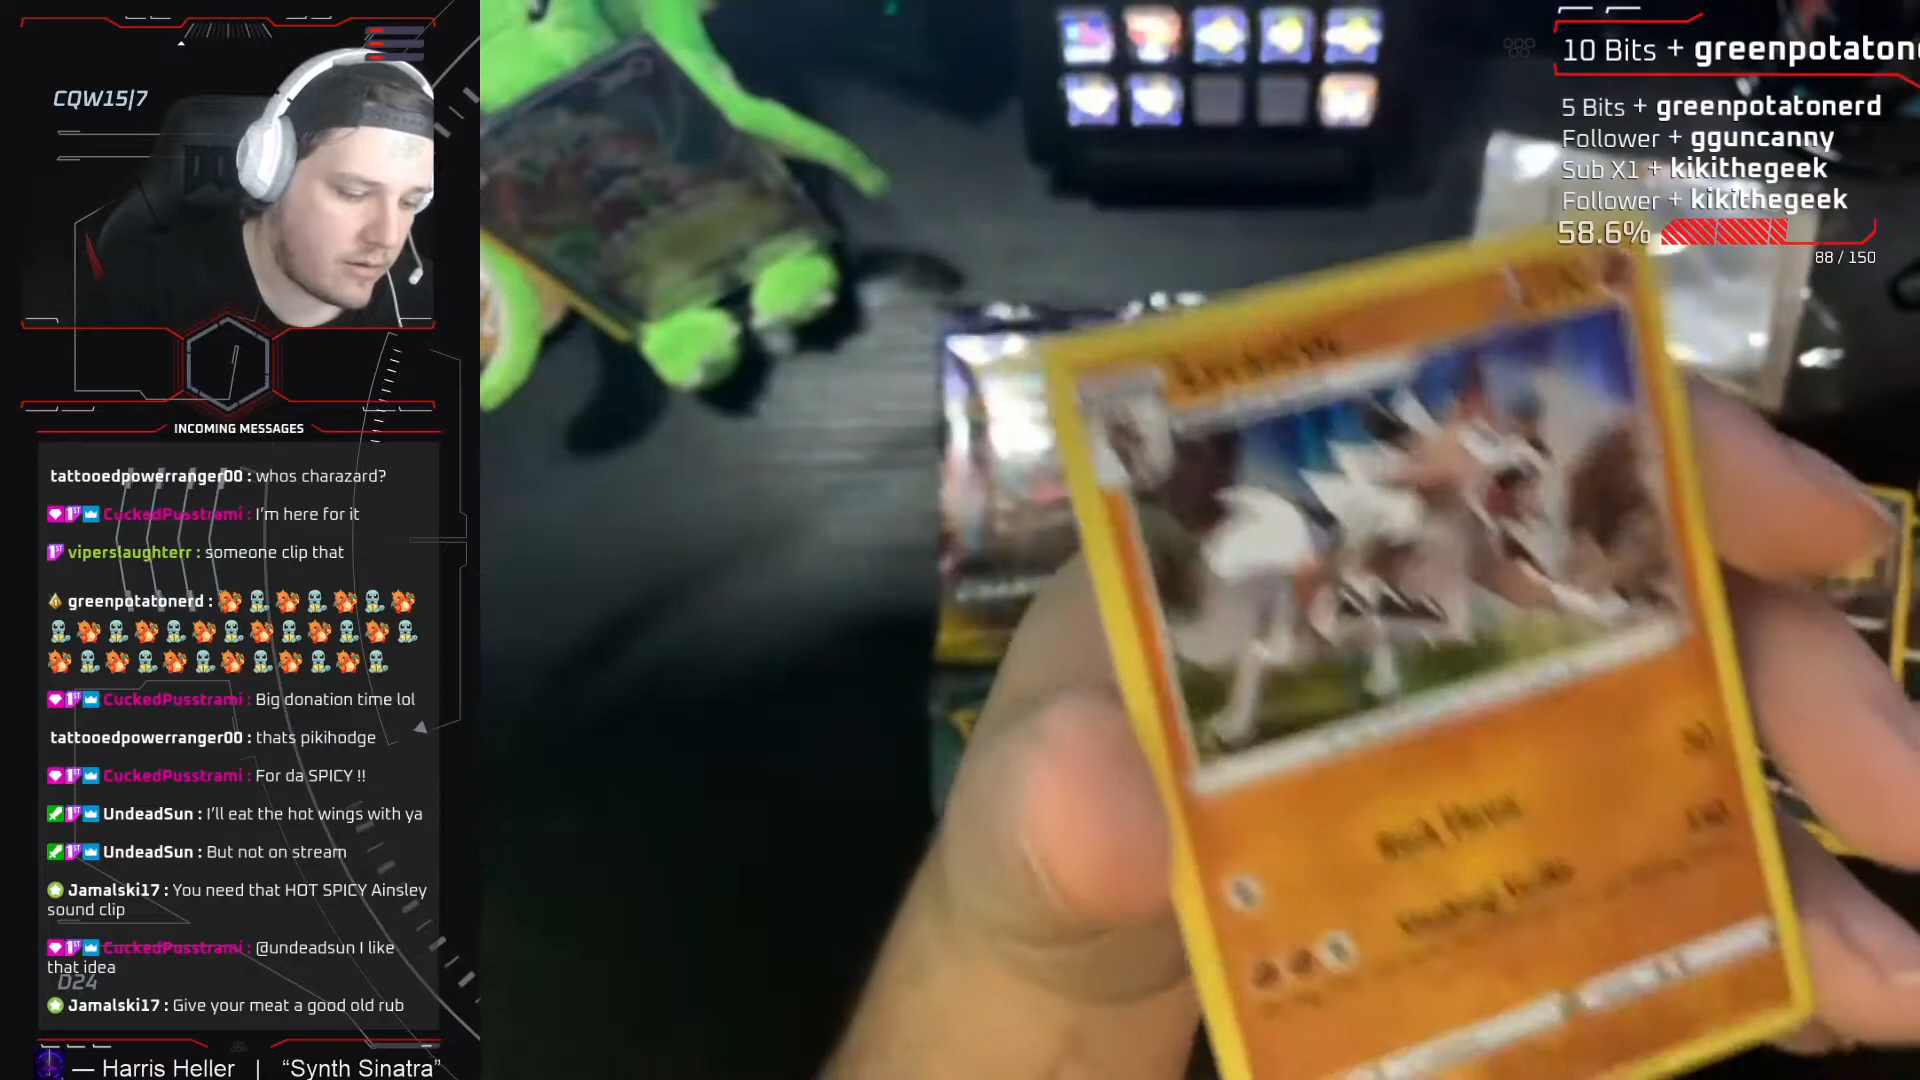 CQW15|7
INCOMING MESSAGES
tattooedpowerranger00 : whos charazard?
CuckedPusstrami : I'm here for it
viperslaughterr : someone clip that
greenpotatonerd :
CuckedPusstrami : Big donation time lol
tattooedpowerranger00 : thats pikihodge
CuckedPusstrami : For da SPICY !!
UndeadSun : I'll eat the hot wings with ya
UndeadSun : But not on stream
Jamalski17 : You need that HOT SPICY Ainsley
sound clip
CuckedPusstrami : @undeadsun I like
that idea
D24
Jamalski17 : Give your meat a good old rub
— Harris Heller | “Synth Sinatra”
10 Bits + greenpotaton
5 Bits + greenpotatonerd
Follower + gguncanny
Sub X1 + kikithegeek
Follower + kikithegeek
58.6%
88 / 150